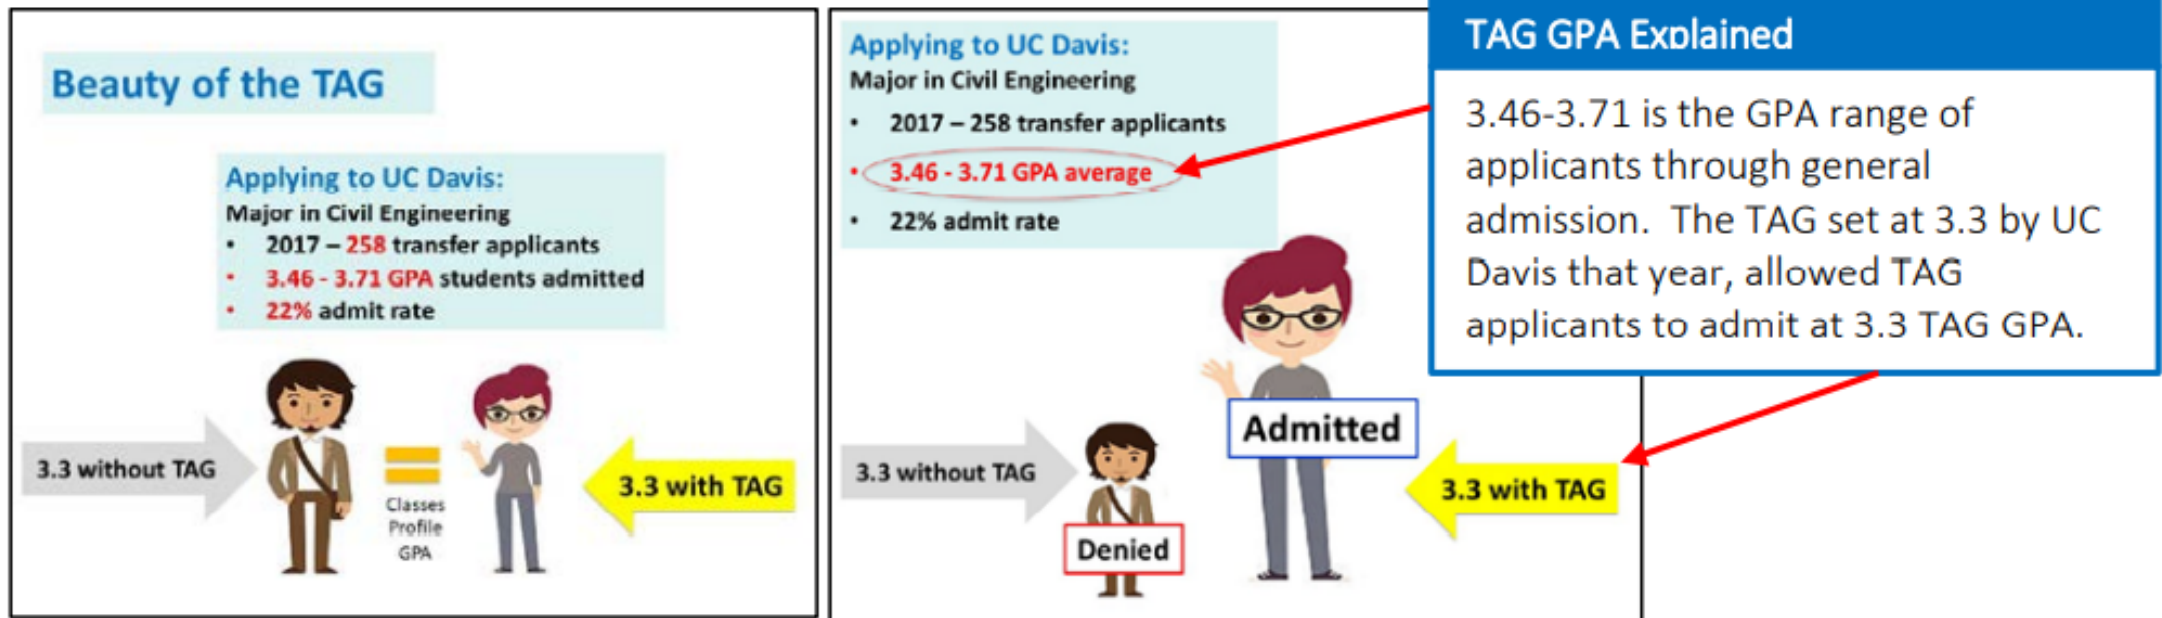 Beauty of the TAG
Applying to UC Davis:
Major in Civil Engineering
• 2017 – 258 transfer applicants
• 3.46 - 3.71 GPA students admitted
• 22% admit rate
3.3 without TAG
Classes
Profile
GPA
3.3 with TAG
Applying to UC Davis:
Major in Civil Engineering
• 2017 – 258 transfer applicants
• 3.46 - 3.71 GPA average
• 22% admit rate
3.3 without TAG
Denied
Admitted
3.3 with TAG
TAG GPA Explained
3.46-3.71 is the GPA range of
applicants through general
admission. The TAG set at 3.3 by UC
Davis that year, allowed TAG
applicants to admit at 3.3 TAG GPA.